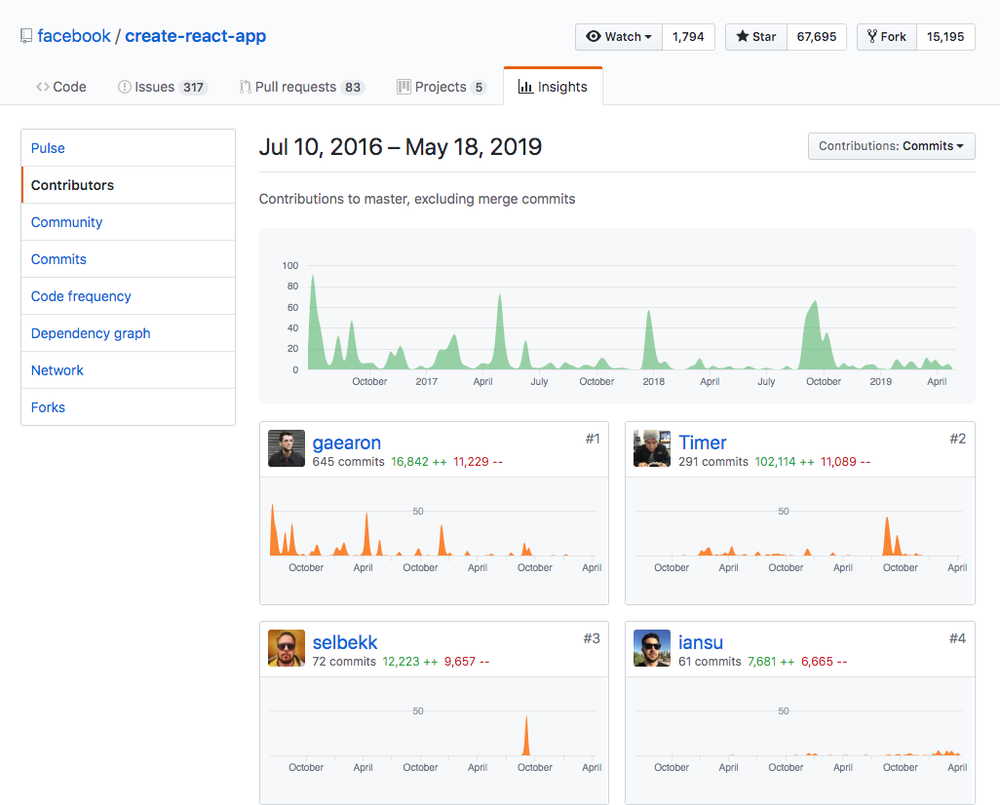 facebook / create-react-app
Watch 1,794 Star 67,695 Fork 15,195
Code Issues 317 Pull requests 83 Projects 5 Insights
Pulse
Contributors
Community
Commits
Code frequency
Dependency graph
Network
Forks
Jul 10, 2016 – May 18, 2019
Contributions: Commits
Contributions to master, excluding merge commits
100
80
60
40
20
0
October 2017 April July October 2018 April July October 2019 April
gaearon #1
645 commits 16,842 ++ 11,229 --
50
October April October April October April
Timer #2
291 commits 102,114 ++ 11,089 --
50
October April October April October April
selbekk #3
72 commits 12,223 ++ 9,657 --
50
October April October April October April
iansu #4
61 commits 7,681 ++ 6,665 --
50
October April October April October April